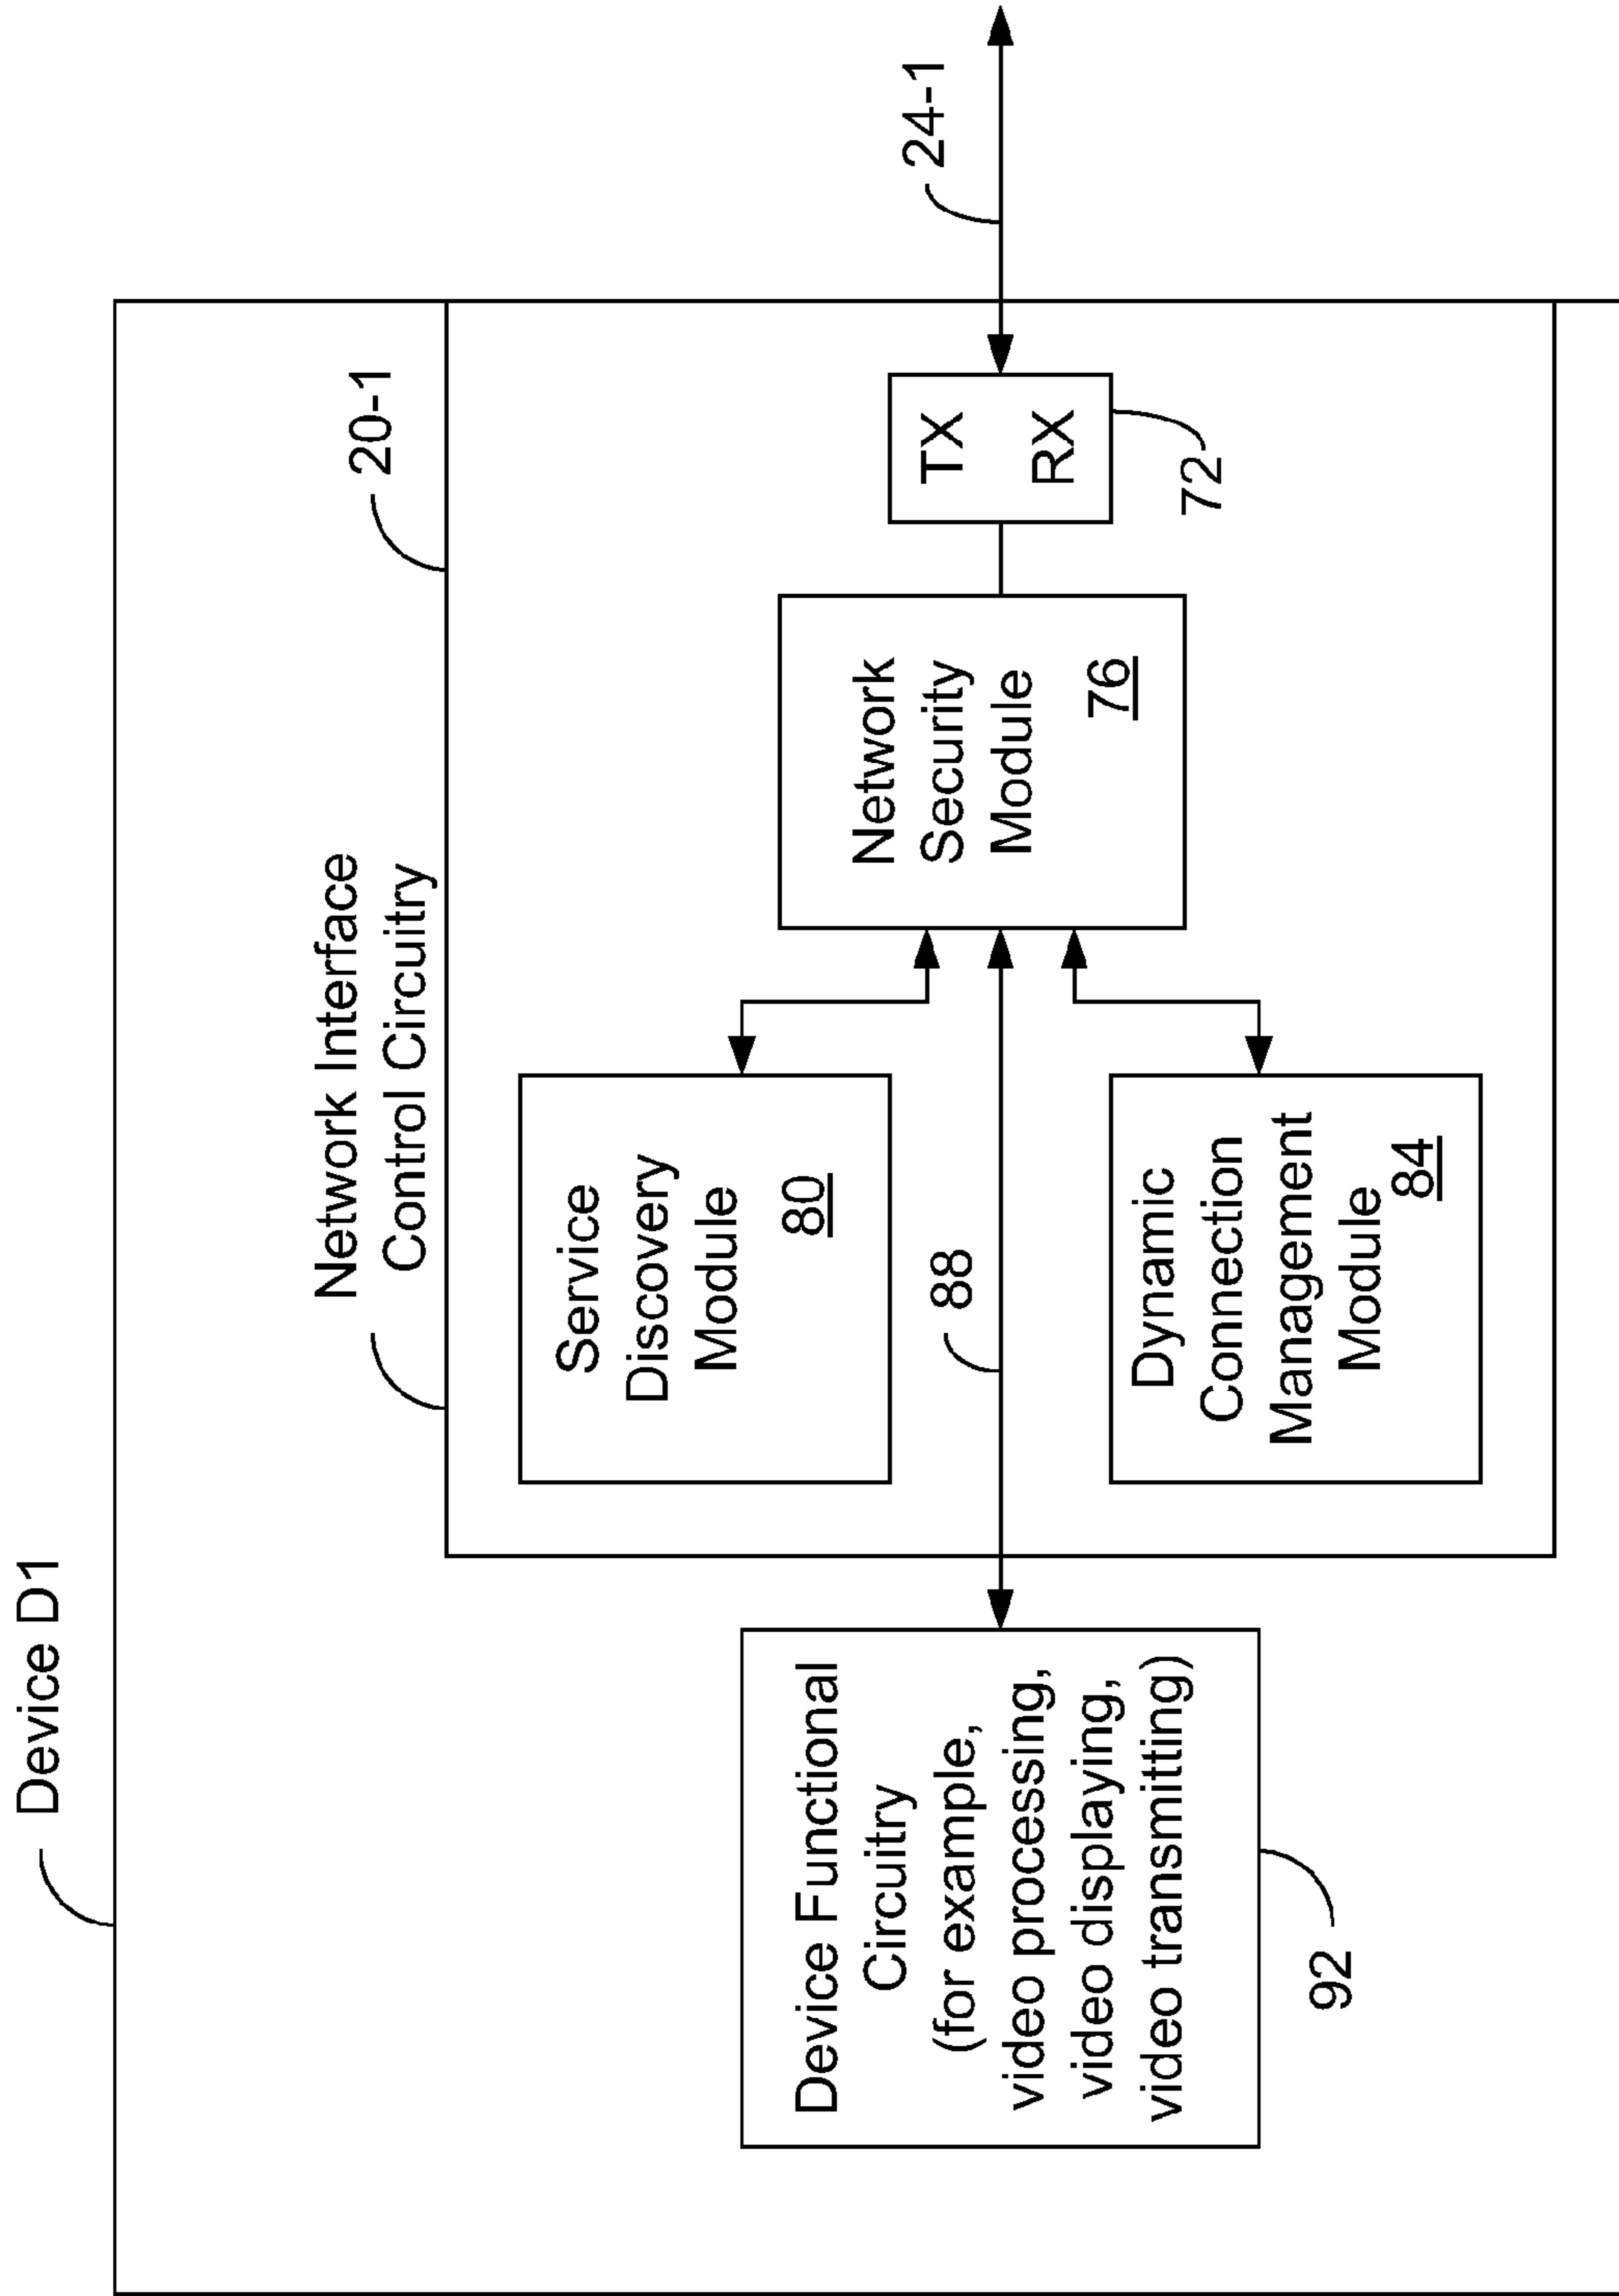 Device D1
Network Interface
Control Circuitry
20-1
24-1
Device Functional
Circuitry
(for example,
video processing,
video displaying,
video transmitting)
92
Service
Discovery
Module
80
88
Dynamic
Connection
Management
Module
84
Network
Security
Module
76
TX
RX
72